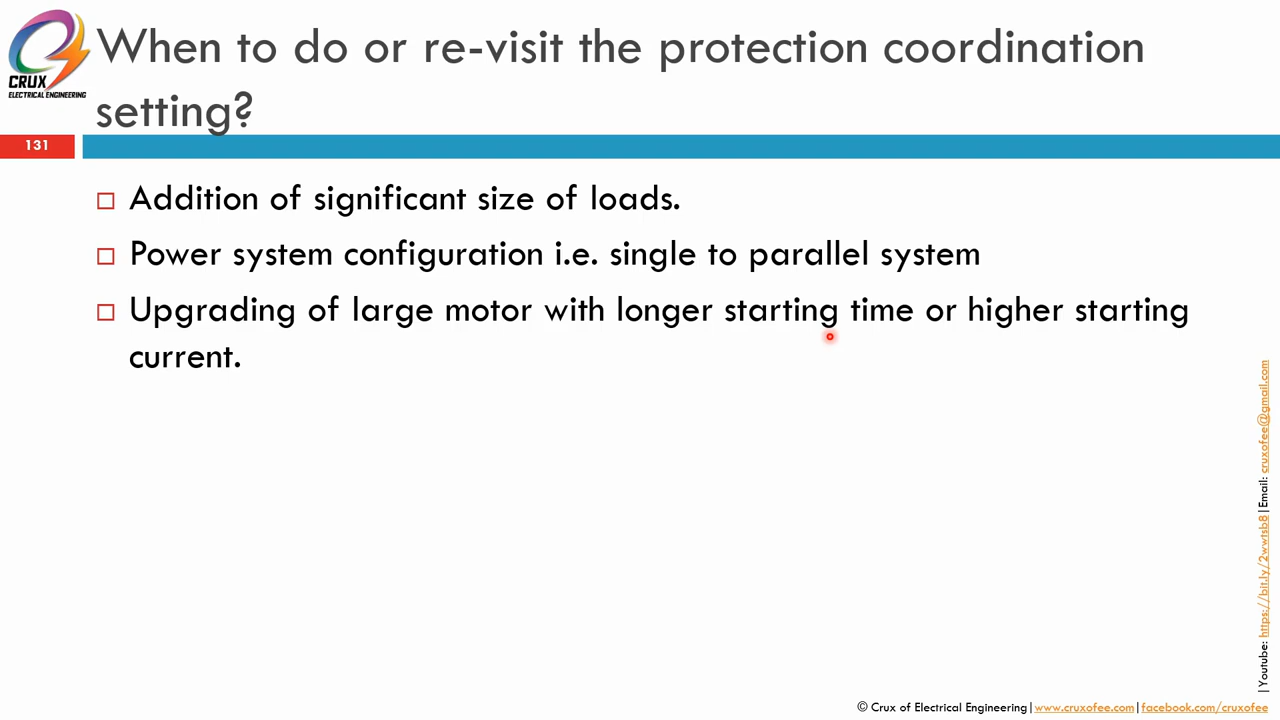 CRUX
ELECTRICAL ENGINEERING
When to do or re-visit the protection coordination
setting?
131
Addition of significant size of loads.
Power system configuration i.e. single to parallel system
Upgrading of large motor with longer starting time or higher starting
current.
|Youtube: https://bit.ly/2wwtsb8|Email: cruxofee@gmail.com
© Crux of Electrical Engineering|www.cruxofee.com|facebook.com/cruxofee